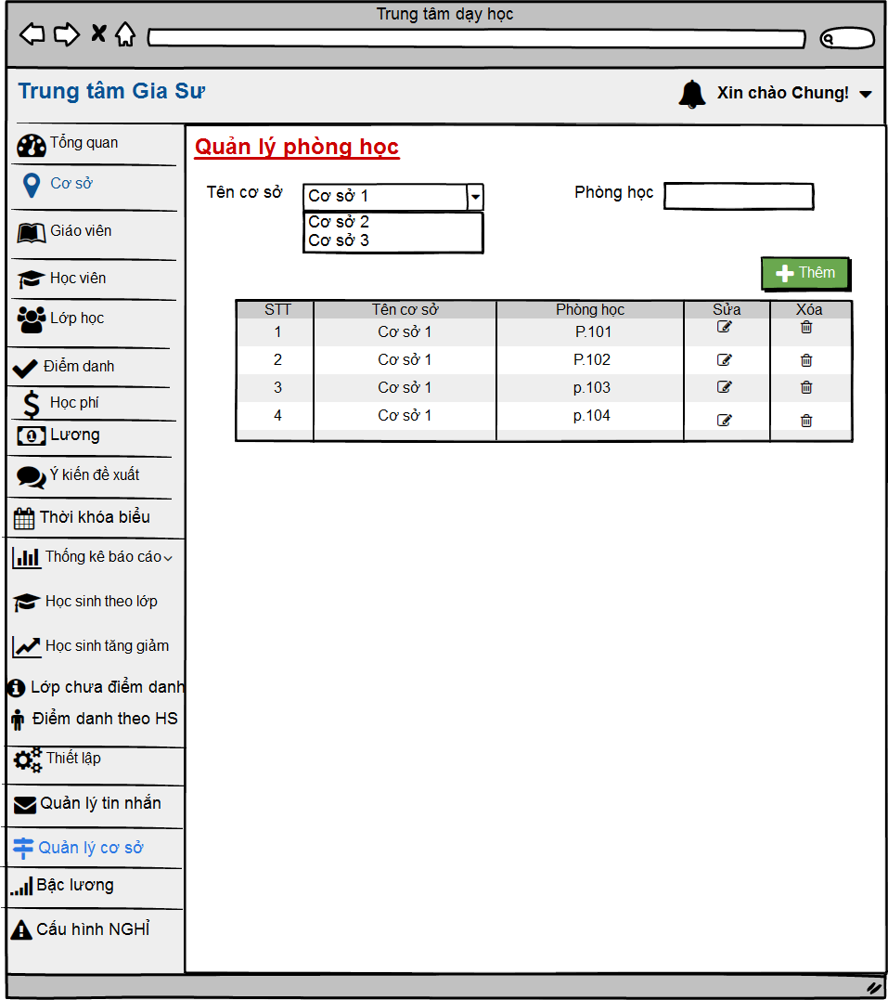 Trung tâm dạy học
Trung tâm Gia Sư
Xin chào Chung!
Tổng quan
Cơ sở
Giáo viên
Học viên
Lớp học
Điểm danh
Học phí
Lương
Ý kiến đề xuất
Thời khóa biểu
Thống kê báo cáo
Học sinh theo lớp
Học sinh tăng giảm
Lớp chưa điểm danh
Điểm danh theo HS
Thiết lập
Quản lý tin nhắn
Quản lý cơ sở
Bậc lương
Cấu hình NGHỈ
Quản lý phòng học
Tên cơ sở Cơ sở 1 Phòng học
Cơ sở 2
Cơ sở 3
Thêm
STT Tên cơ sở Phòng học Sửa Xóa
1 Cơ sở 1 P.101
2 Cơ sở 1 P.102
3 Cơ sở 1 p.103
4 Cơ sở 1 p.104